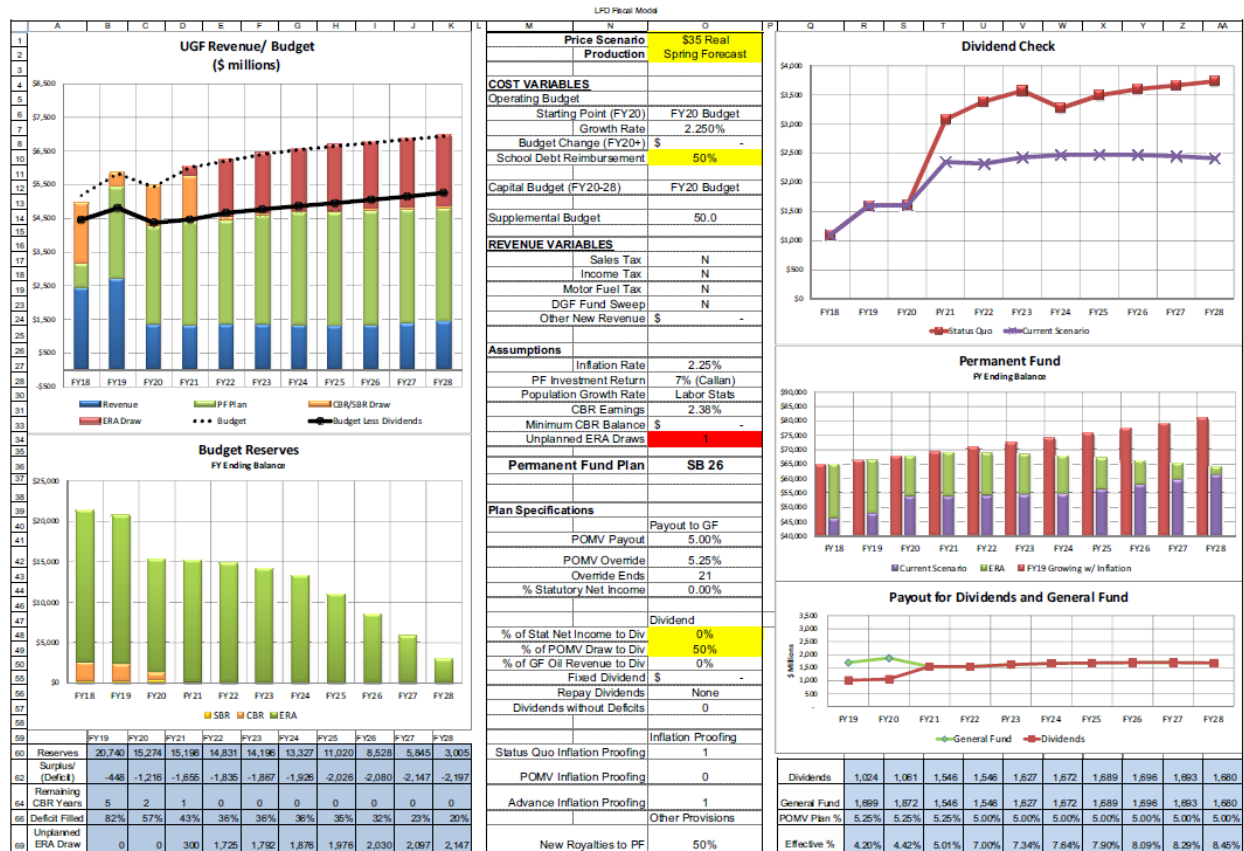 LFD Fiscal Model
A B C D E F G H I J K L M N O P Q R S T U V X Y Z AA
UGF Revenue/ Budget
($ millions)
$8,500
$7,500
$6,500
$5,500
$4,500
$3,500
$2,500
$1,500
$500
-$500
FY18 FY19 FY20 FY21 FY22 FY23 FY24 FY25 FY26 FY27 FY28
Revenue PF Plan CBR/SBR Draw
ERA Draw Budget Budget Less Dividends
Budget Reserves
FY Ending Balance
$25,000
$20,000
$15,000
$10,000
$5,000
$0
FY18 FY19 FY20 FY21 FY22 FY23 FY24 FY25 FY26 FY27 FY28
SBR CBR ERA
FY19 FY20 FY21 FY22 FY23 FY24 FY25 FY26 FY27 FY28
Reserves 20,740 15,274 15,198 14,831 14,196 13,327 11,020 8,528 5,845 3,005
Surplus/
(Deficit) -448 -1,216 -1,655 -1,835 -1,867 -1,926 -2,026 -2,080 -2,147 -2,197
Remaining
CBR Years 5 2 1 0 0 0 0 0 0 0
Deficit Filled 82% 57% 43% 36% 36% 36% 35% 32% 23% 20%
Unplanned
ERA Draw 0 0 300 1,725 1,792 1,876 1,976 2,030 2,097 2,147
Price Scenario $35 Real
Production Spring Forecast
COST VARIABLES
Operating Budget
Starting Point (FY20) FY20 Budget
Growth Rate 2.250%
Budget Change (FY20+) $ -
School Debt Reimbursement 50%
Capital Budget (FY20-28) FY20 Budget
Supplemental Budget 50.0
REVENUE VARIABLES
Sales Tax N
Income Tax N
Motor Fuel Tax N
DGF Fund Sweep N
Other New Revenue $ -
Assumptions
Inflation Rate 2.25%
PF Investment Return 7% (Callan)
Population Growth Rate Labor Stats
CBR Earnings 2.38%
Minimum CBR Balance $ -
Unplanned ERA Draws 1
Permanent Fund Plan SB 26
Plan Specifications
Payout to GF
POMV Payout 5.00%
POMV Override 5.25%
Override Ends 21
% Statutory Net Income 0.00%
Dividend
% of Stat Net Income to Div 0%
% of POMV Draw to Div 50%
% of GF Oil Revenue to Div 0%
Fixed Dividend $ -
Repay Dividends None
Dividends without Deficits 0
Inflation Proofing
Status Quo Inflation Proofing 1
POMV Inflation Proofing 0
Advance Inflation Proofing 1
Other Provisions
New Royalties to PF 50%
Dividend Check
$4,000
$3,500
$3,000
$2,500
$2,000
$1,500
$1,000
$500
$0
FY18 FY19 FY20 FY21 FY22 FY23 FY24 FY25 FY26 FY27 FY28
Status Quo Current Scenario
Permanent Fund
FY Ending Balance
$90,000
$85,000
$80,000
$75,000
$70,000
$65,000
$60,000
$55,000
$50,000
$45,000
$40,000
FY18 FY19 FY20 FY21 FY22 FY23 FY24 FY25 FY26 FY27 FY28
Current Scenario ERA FY19 Growing w/ Inflation
Payout for Dividends and General Fund
$ Millions
3,500
3,000
2,500
2,000
1,500
1,000
500
-
FY19 FY20 FY21 FY22 FY23 FY24 FY25 FY26 FY27 FY28
General Fund Dividends
Dividends 1,024 1,061 1,546 1,546 1,627 1,672 1,689 1,696 1,693 1,680
General Fund 1,699 1,872 1,546 1,546 1,627 1,672 1,689 1,696 1,693 1,680
POMV Plan % 5.25% 5.25% 5.25% 5.00% 5.00% 5.00% 5.00% 5.00% 5.00% 5.00%
Effective % 4.20% 4.42% 5.01% 7.00% 7.34% 7.64% 7.90% 8.09% 8.29% 8.45%